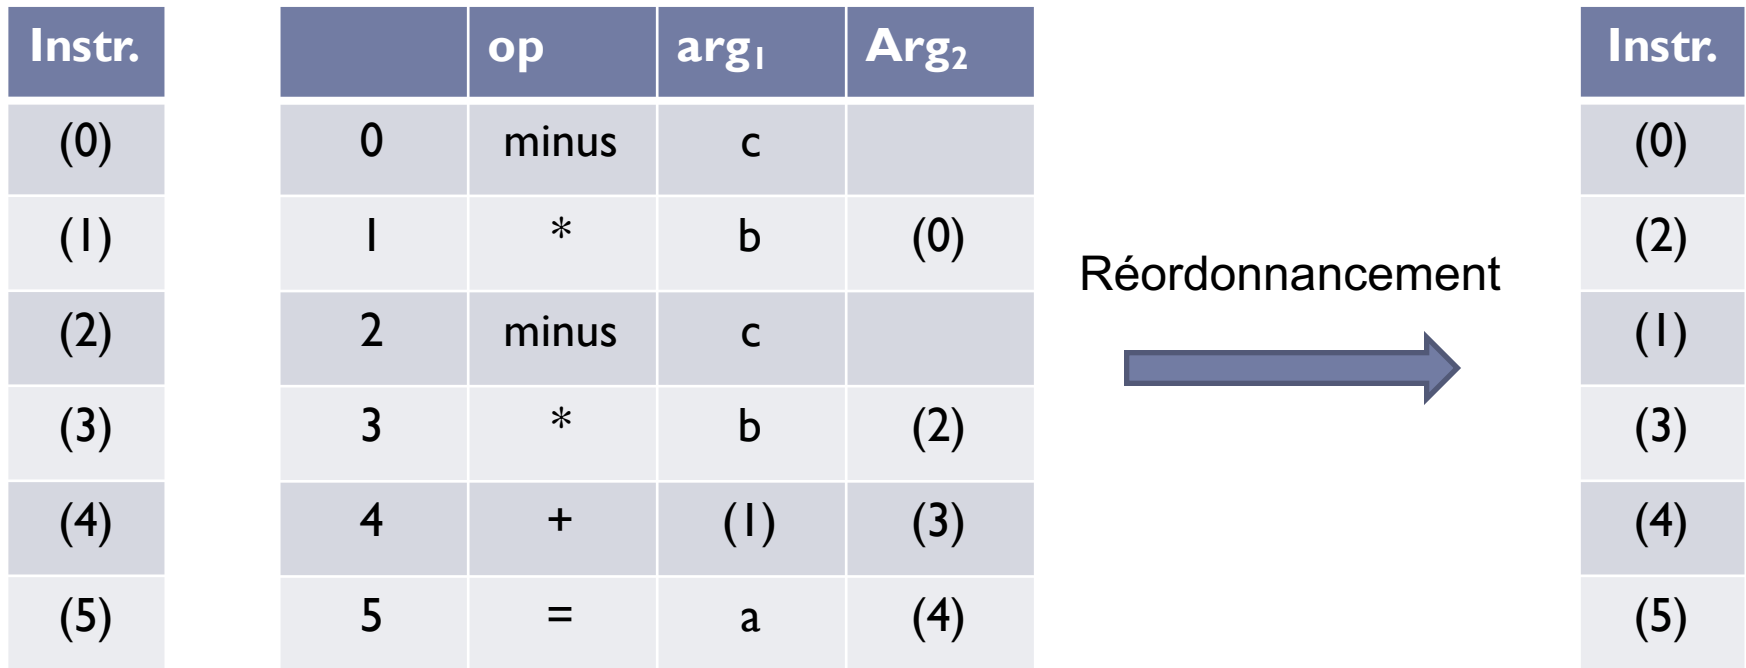 Instr. op arg₁ Arg₂ Instr.
(0) 0 minus c (0)
(1) 1 * b (0) (2)
Réordonnancement
(2) 2 minus c (1)
(3) 3 * b (2) (3)
(4) 4 + (1) (3) (4)
(5) 5 = a (4) (5)